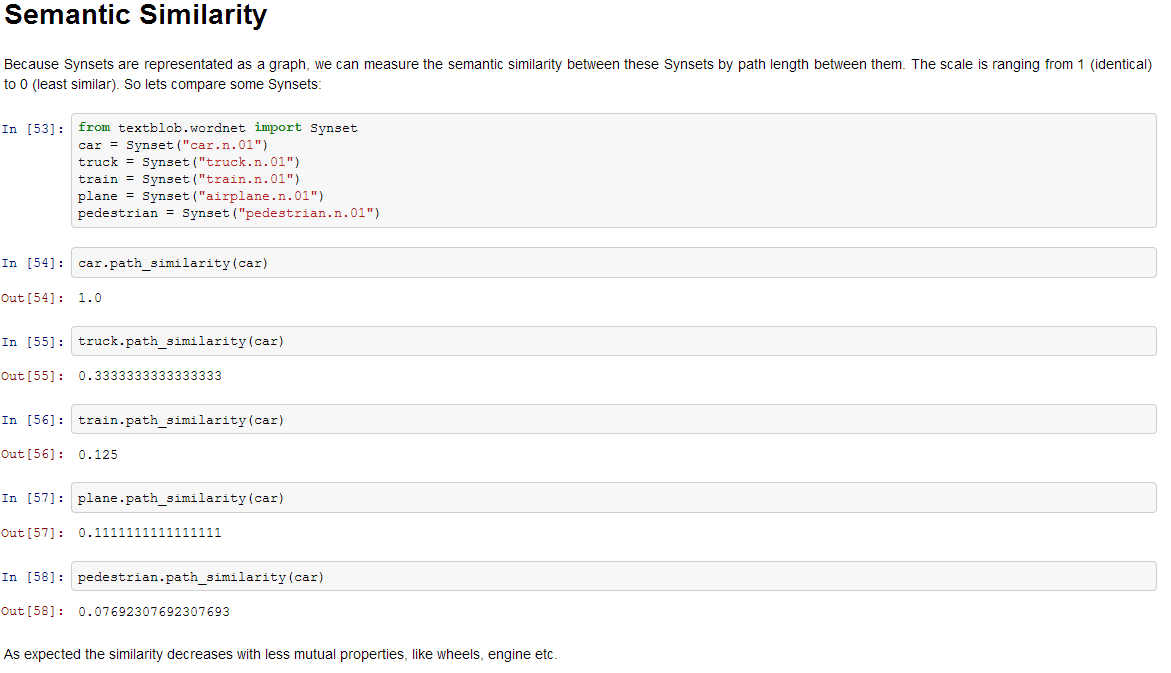 Semantic Similarity
Because Synsets are representated as a graph, we can measure the semantic similarity between these Synsets by path length between them. The scale is ranging from 1 (identical)
to 0 (least similar). So lets compare some Synsets:
In [53]: from textblob.wordnet import Synset
car = Synset("car.n.01")
truck = Synset("truck.n.01")
train = Synset("train.n.01")
plane = Synset("airplane.n.01")
pedestrian = Synset("pedestrian.n.01")
In [54]: car.path_similarity(car)
Out[54]: 1.0
In [55]: truck.path_similarity(car)
Out[55]: 0.3333333333333333
In [56]: train.path_similarity(car)
Out[56]: 0.125
In [57]: plane.path_similarity(car)
Out[57]: 0.1111111111111111
In [58]: pedestrian.path_similarity(car)
Out[58]: 0.07692307692307693
As expected the similarity decreases with less mutual properties, like wheels, engine etc.